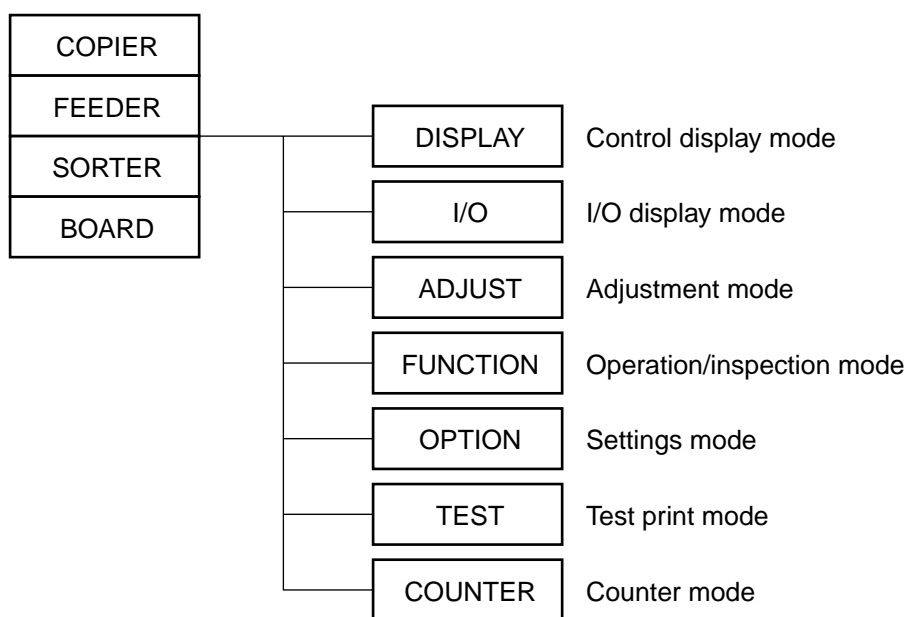 COPIER
FEEDER
SORTER
BOARD
DISPLAY Control display mode
I/O I/O display mode
ADJUST Adjustment mode
FUNCTION Operation/inspection mode
OPTION Settings mode
TEST Test print mode
COUNTER Counter mode